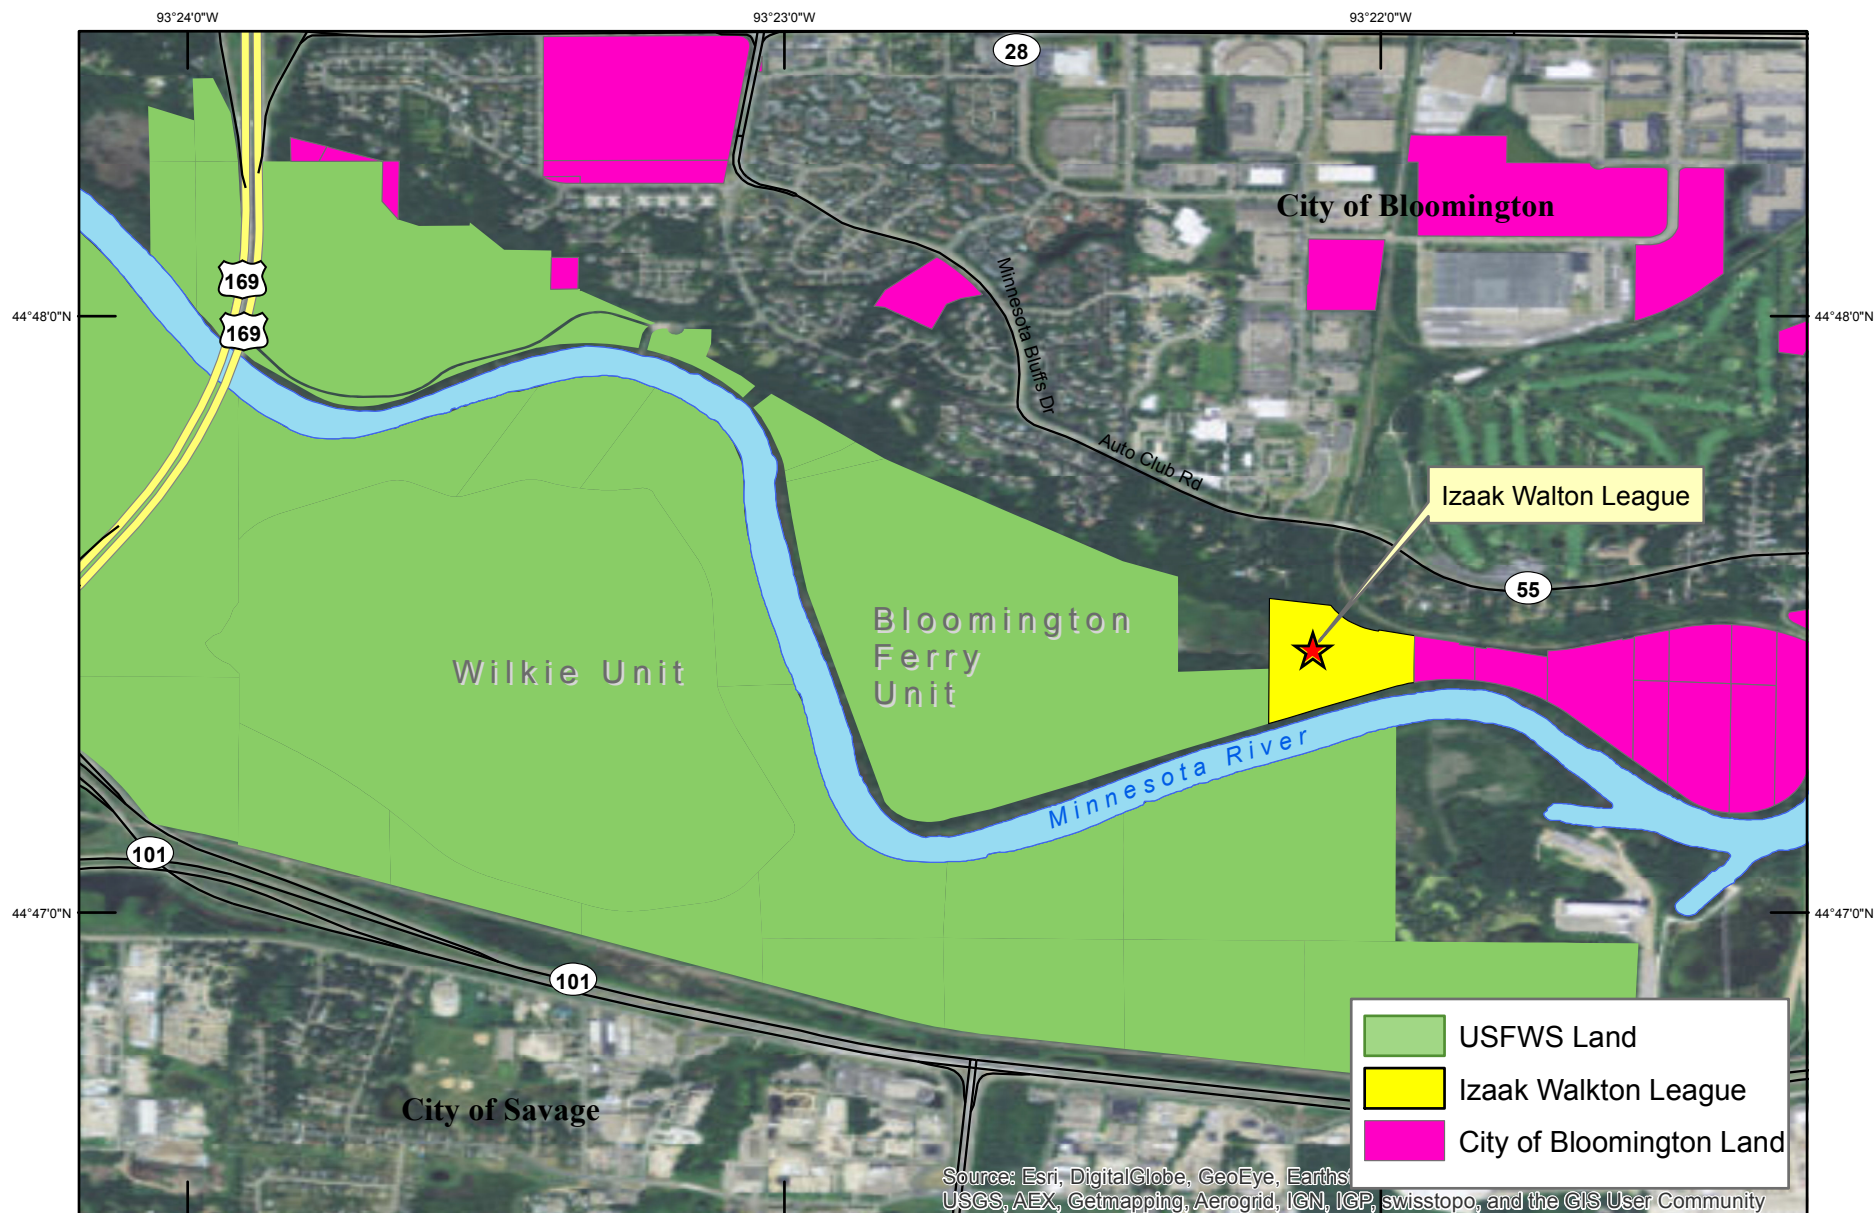 93°24'0"W
93°23'0"W
93°22'0"W
28
City of Bloomington
169
Minnesota Bluffs Dr
44°48'0"N
44°48'0"N
169
Auto Club Rd
Izaak Walton League
55
Bloomington
Ferry
Unit
Wilkie Unit
Minnesota River
101
44°47'0"N
44°47'0"N
101
USFWS Land
Izaak Walkton League
City of Bloomington Land
City of Savage
Source: Esri, DigitalGlobe, GeoEye,
USGS, AEX, Getmapping, Aerogrid, IGN, IGP, swisstopo, and the GIS User Community